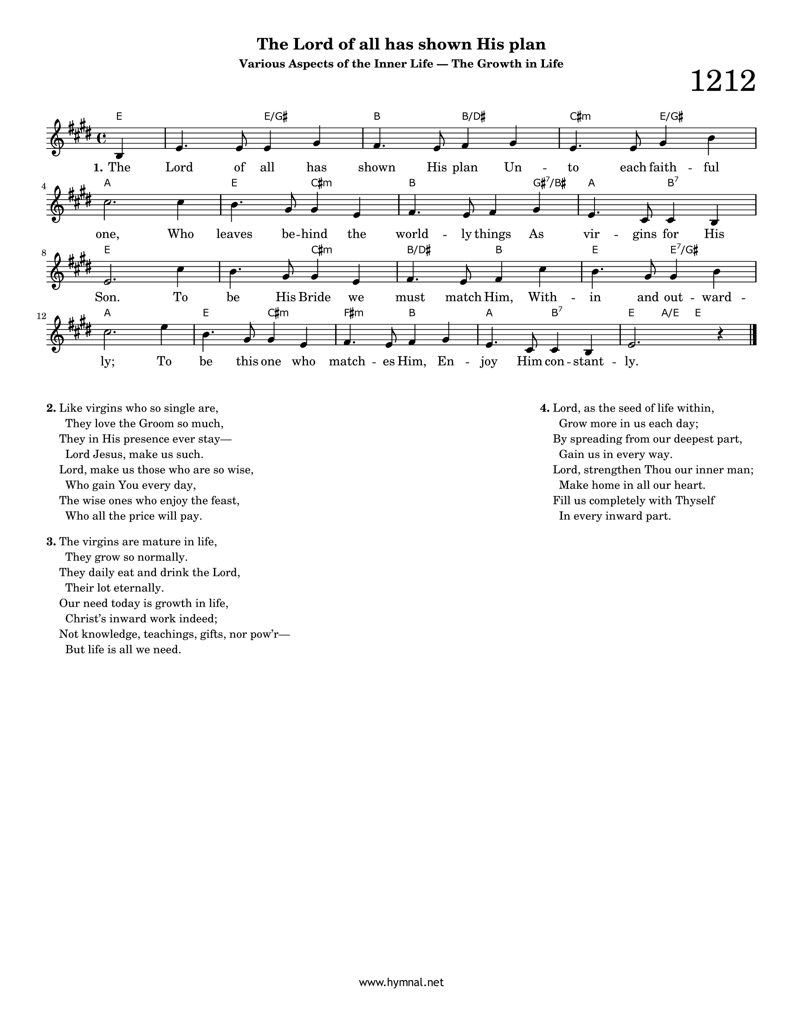 The Lord of all has shown His plan
Various Aspects of the Inner Life — The Growth in Life
1212
E E/G♯ B B/D♯ C♯m E/G♯
1. The Lord of all has shown His plan Un - to each faith - ful
4 A E C♯m B G♯7/B♯ A B7
one, Who leaves be - hind the world - ly things As vir - gins for His
8 E C♯m B/D♯ B E E7/G♯
Son. To be His Bride we must match Him, With - in and out - ward -
12 A E C♯m F♯m B A B7 E A/E E
ly; To be this one who match - es Him, En - joy Him con - stant - ly.
2. Like virgins who so single are,
They love the Groom so much,
They in His presence ever stay—
Lord Jesus, make us such.
Lord, make us those who are so wise,
Who gain You every day,
The wise ones who enjoy the feast,
Who all the price will pay.
3. The virgins are mature in life,
They grow so normally.
They daily eat and drink the Lord,
Their lot eternally.
Our need today is growth in life,
Christ's inward work indeed;
Not knowledge, teachings, gifts, nor pow'r—
But life is all we need.
4. Lord, as the seed of life within,
Grow more in us each day;
By spreading from our deepest part,
Gain us in every way.
Lord, strengthen Thou our inner man;
Make home in all our heart.
Fill us completely with Thyself
In every inward part.
www.hymnal.net